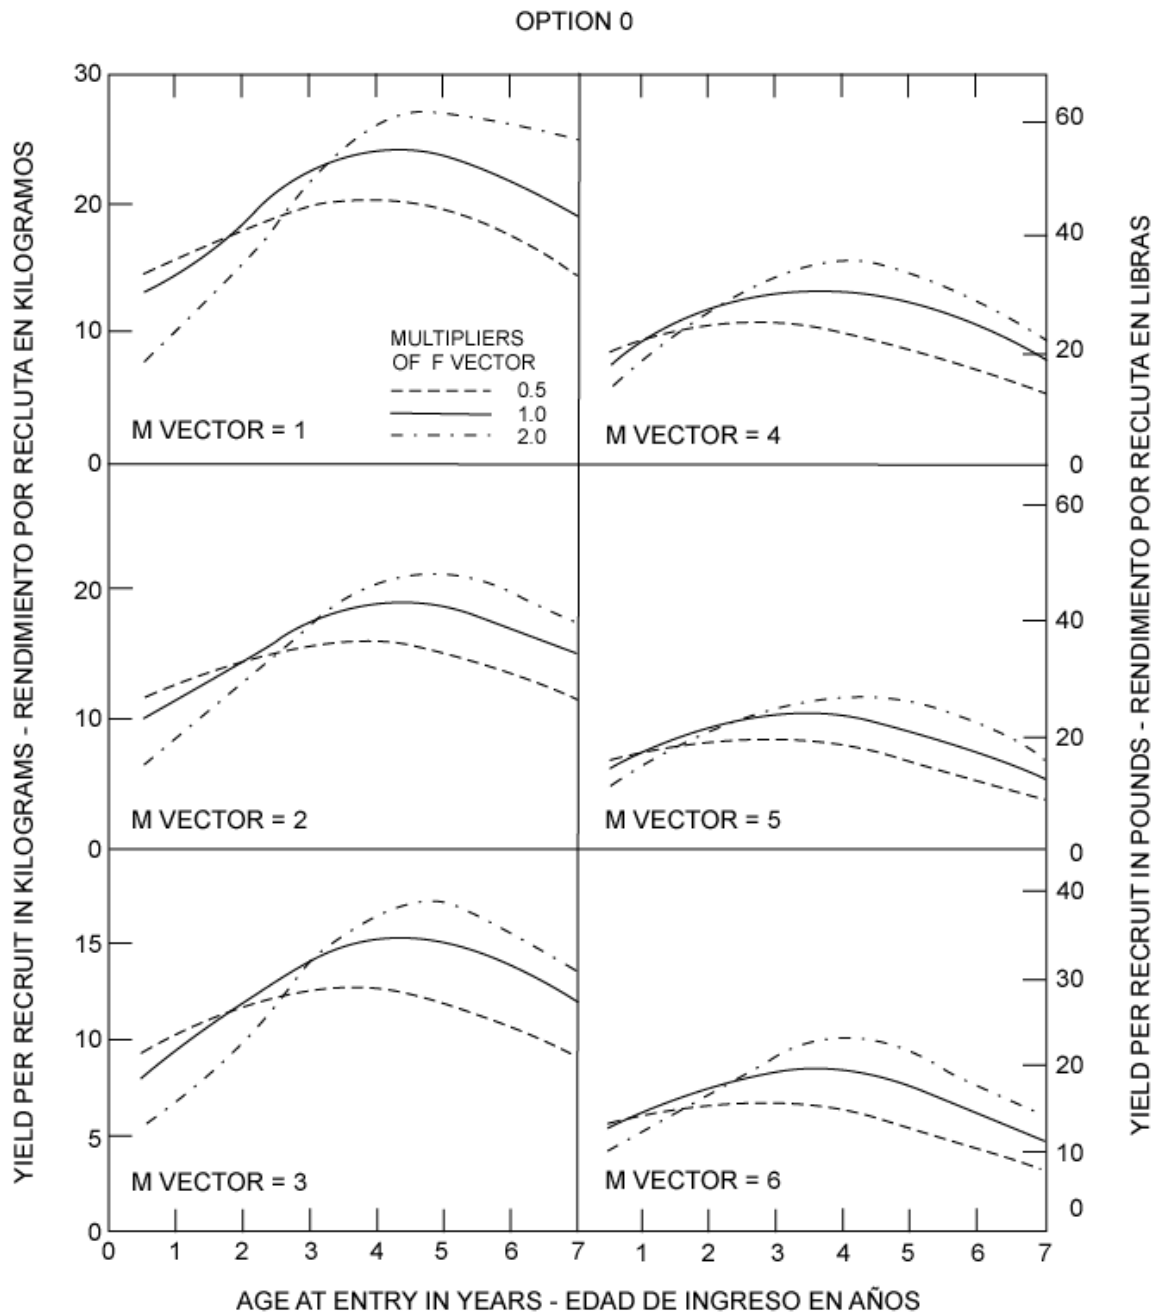 OPTION 0
YIELD PER RECRUIT IN KILOGRAMS - RENDIMIENTO POR RECLUTA EN KILOGRAMOS
30
20
10
0
MULTIPLIERS
OF F VECTOR
0.5
1.0
2.0
M VECTOR = 1
60
40
20
0
M VECTOR = 4
20
10
0
M VECTOR = 2
60
40
20
0
M VECTOR = 5
15
10
5
0
M VECTOR = 3
40
30
20
10
0
M VECTOR = 6
0 1 2 3 4 5 6 7 1 2 3 4 5 6 7
AGE AT ENTRY IN YEARS - EDAD DE INGRESO EN AÑOS
YIELD PER RECRUIT IN POUNDS - RENDIMIENTO POR RECLUTA EN LIBRAS